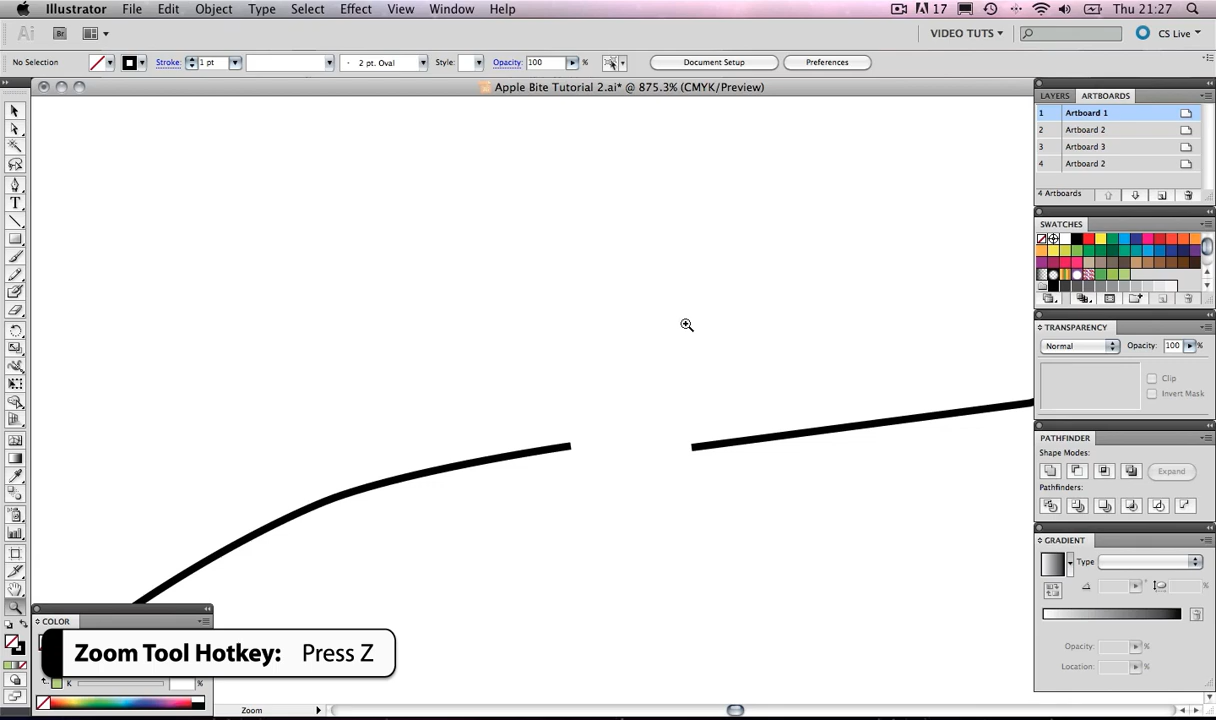 Illustrator File Edit Object Type Select Effect View Window Help 17 Thu 21:27
Ai Br VIDEO TUTS CS Live
No Selection Stroke: 1 pt 2 pt. Oval Style: Opacity: 100 % Document Setup Preferences
Apple Bite Tutorial 2.ai* @ 875.3% (CMYK/Preview)
LAYERS ARTBOARDS
1 Artboard 1
2 Artboard 2
3 Artboard 3
4 Artboard 2
4 Artboards
SWATCHES
TRANSPARENCY
Normal Opacity: 100 %
Clip
Invert Mask
PATHFINDER
Shape Modes:
Expand
Pathfinders:
GRADIENT
Type
°
%
Opacity: %
Location: %
COLOR
Zoom Tool Hotkey: Press Z
K %
Zoom